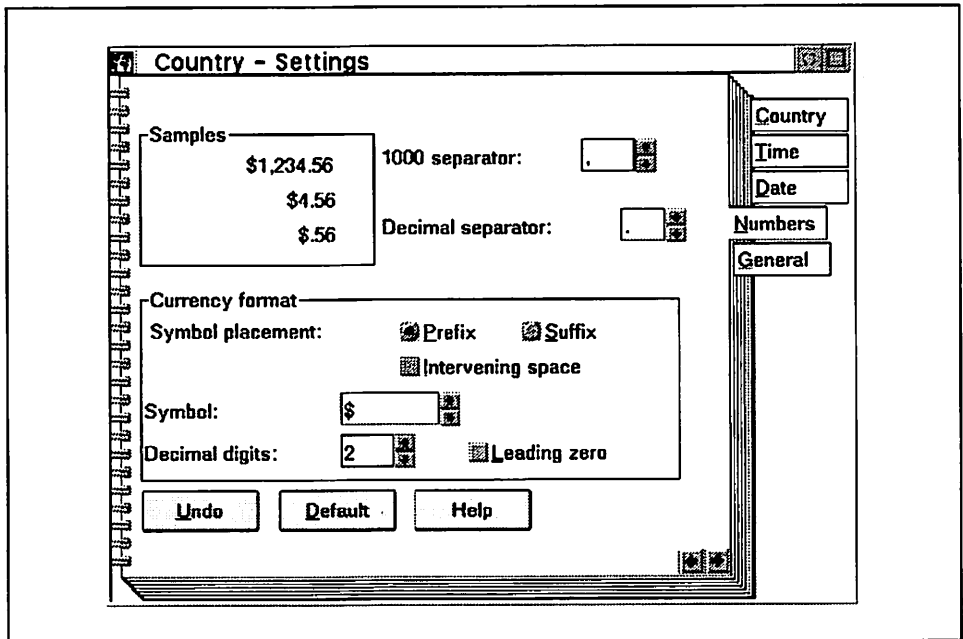 Country - Settings
Samples
$1,234.56
$4.56
$.56
1000 separator: ,
Decimal separator: .
Country
Time
Date
Numbers
General
Currency format
Symbol placement: Prefix Suffix
Intervening space
Symbol: $
Decimal digits: 2 Leading zero
Undo Default Help